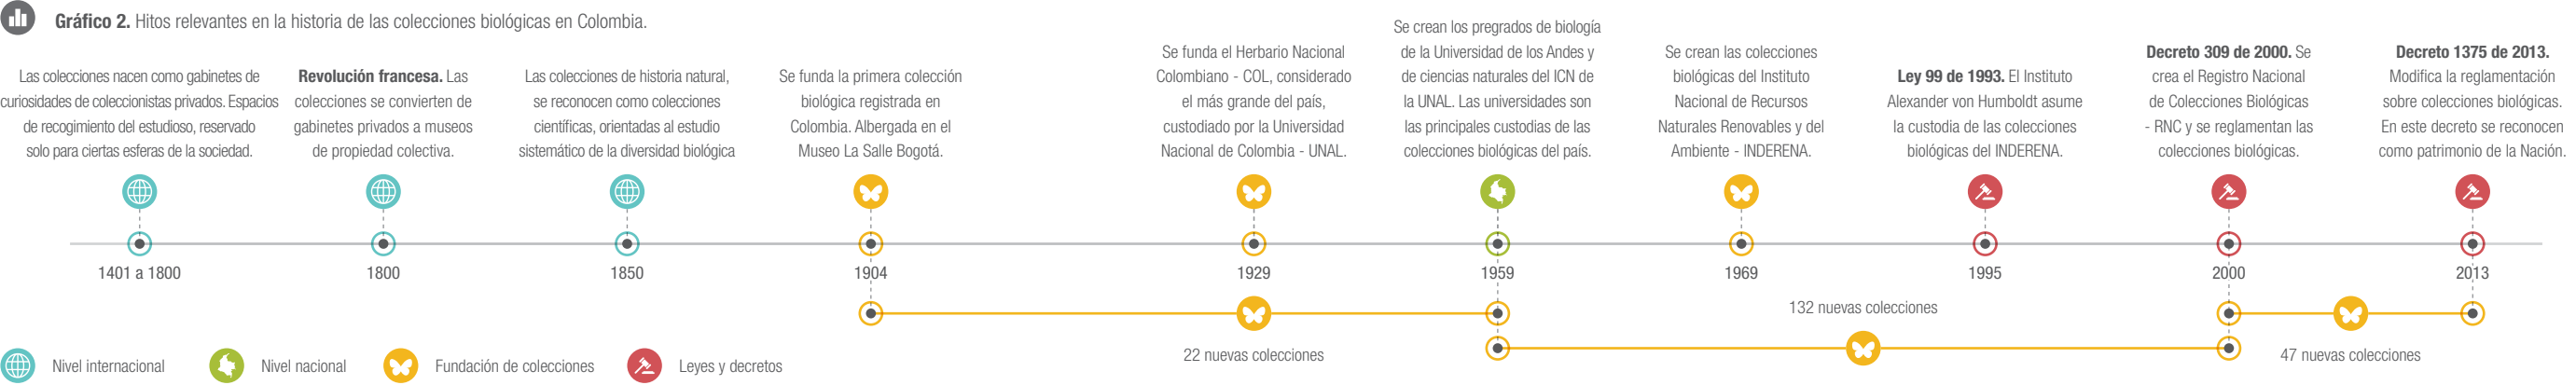 Gráfico 2. Hitos relevantes en la historia de las colecciones biológicas en Colombia.
Las colecciones nacen como gabinetes de
curiosidades de coleccionistas privados. Espacios
de recogimiento del estudioso, reservado
solo para ciertas esferas de la sociedad.
Revolución francesa. Las
colecciones se convierten de
gabinetes privados a museos
de propiedad colectiva.
Las colecciones de historia natural,
se reconocen como colecciones
científicas, orientadas al estudio
sistemático de la diversidad biológica
Se funda la primera colección
biológica registrada en
Colombia. Albergada en el
Museo La Salle Bogotá.
Se funda el Herbario Nacional
Colombiano - COL, considerado
el más grande del país,
custodiado por la Universidad
Nacional de Colombia - UNAL.
Se crean los pregrados de biología
de la Universidad de los Andes y
de ciencias naturales del ICN de
la UNAL. Las universidades son
las principales custodias de las
colecciones biológicas del país.
Se crean las colecciones
biológicas del Instituto
Nacional de Recursos
Naturales Renovables y del
Ambiente - INDERENA.
Ley 99 de 1993. El Instituto
Alexander von Humboldt asume
la custodia de las colecciones
biológicas del INDERENA.
Decreto 309 de 2000. Se
crea el Registro Nacional
de Colecciones Biológicas
- RNC y se reglamentan las
colecciones biológicas.
Decreto 1375 de 2013.
Modifica la reglamentación
sobre colecciones biológicas.
En este decreto se reconocen
como patrimonio de la Nación.
1401 a 1800
1800
1850
1904
1929
1959
1969
1995
2000
2013
22 nuevas colecciones
132 nuevas colecciones
47 nuevas colecciones
Nivel internacional
Nivel nacional
Fundación de colecciones
Leyes y decretos